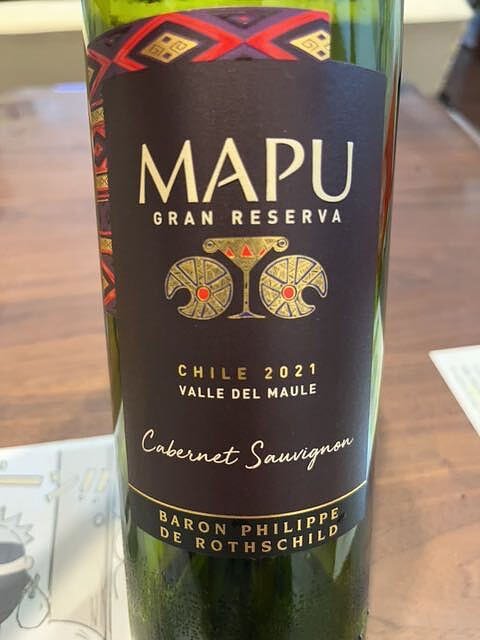 MAPU
GRAN RESERVA
CHILE 2021
VALLE DEL MAULE
Cabernet Sauvignon
BARON PHILIPPE
DE ROTHSCHILD